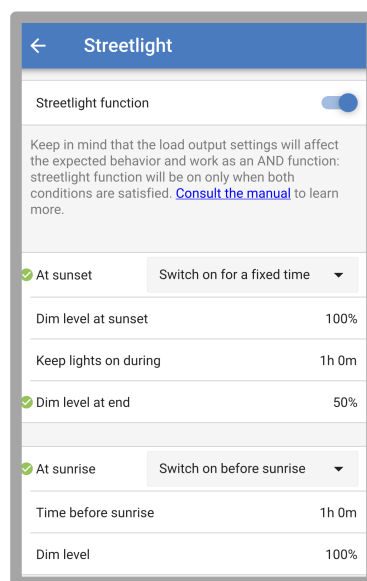 Streetlight
Streetlight function
Keep in mind that the load output settings will affect
the expected behavior and work as an AND function:
streetlight function will be on only when both
conditions are satisfied. Consult the manual to learn
more.
At sunset Switch on for a fixed time
Dim level at sunset 100%
Keep lights on during 1h 0m
Dim level at end 50%
At sunrise Switch on before sunrise
Time before sunrise 1h 0m
Dim level 100%